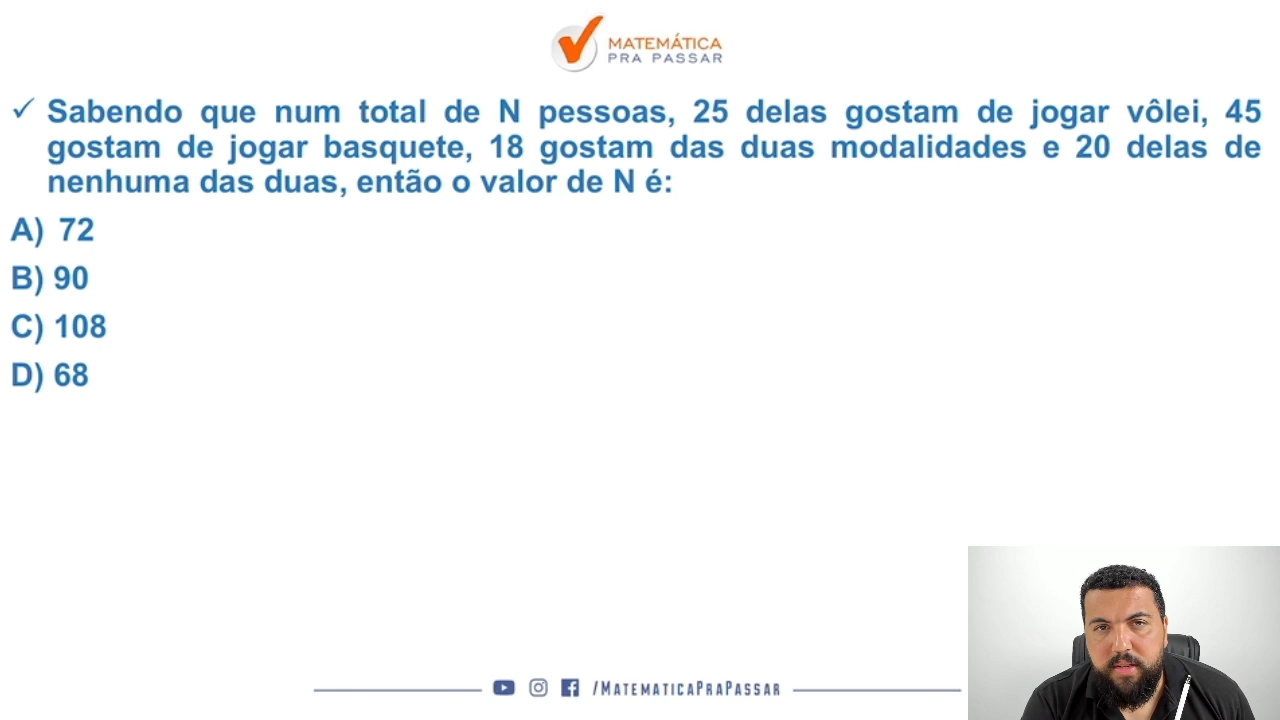 MATEMÁTICA
PRA PASSAR
✓ Sabendo que num total de N pessoas, 25 delas gostam de jogar vôlei, 45
gostam de jogar basquete, 18 gostam das duas modalidades e 20 delas de
nenhuma das duas, então o valor de N é:
A) 72
B) 90
C) 108
D) 68
/MATEMATICAPRAPASSAR